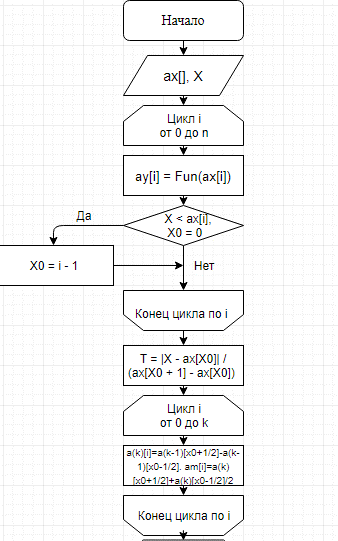 Начало
ax[], X
Цикл i
от 0 до n
ay[i] = Fun(ax[i])
Да
X < ax[i],
X0 = 0
X0 = i - 1
Нет
Конец цикла по i
T = |X - ax[X0]| /
(ax[X0 + 1] - ax[X0])
Цикл i
от 0 до k
a(k)[i]=a(k-1)[x0+1/2]-a(k-
1)[x0-1/2]. am[i]=a(k)
[x0+1/2]+a(k)[x0-1/2]/2
Конец цикла по i